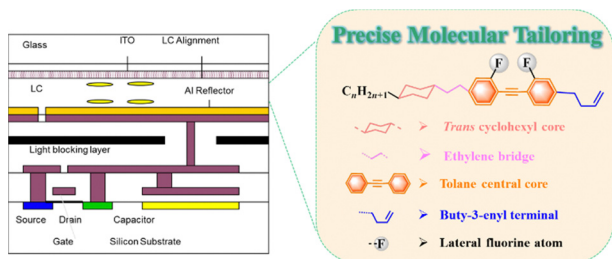 Glass
ITO
LC Alignment
LC
Al Reflector
Light blocking layer
Source
Drain
Capacitor
Gate
Silicon Substrate
Precise Molecular Tailoring
F
F
CnH2n+1
Trans cyclohexyl core
Ethylene bridge
Tolane central core
Buty-3-enyl terminal
--F
Lateral fluorine atom